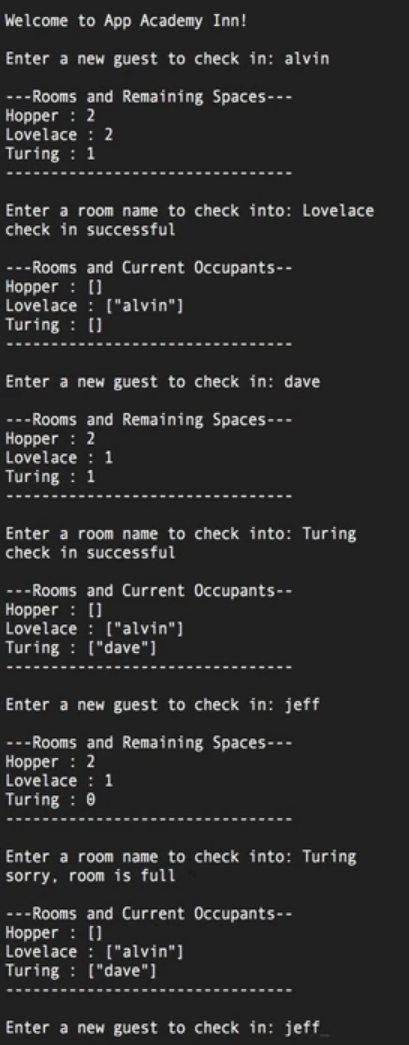 Welcome to App Academy Inn!
Enter a new guest to check in: alvin
---Rooms and Remaining Spaces---
Hopper : 2
Lovelace : 2
Turing : 1
--------------------------------
Enter a room name to check into: Lovelace
check in successful
---Rooms and Current Occupants--
Hopper : []
Lovelace : ["alvin"]
Turing : []
--------------------------------
Enter a new guest to check in: dave
---Rooms and Remaining Spaces---
Hopper : 2
Lovelace : 1
Turing : 1
--------------------------------
Enter a room name to check into: Turing
check in successful
---Rooms and Current Occupants--
Hopper : []
Lovelace : ["alvin"]
Turing : ["dave"]
--------------------------------
Enter a new guest to check in: jeff
---Rooms and Remaining Spaces---
Hopper : 2
Lovelace : 1
Turing : 0
--------------------------------
Enter a room name to check into: Turing
sorry, room is full
---Rooms and Current Occupants--
Hopper : []
Lovelace : ["alvin"]
Turing : ["dave"]
--------------------------------
Enter a new guest to check in: jeff_